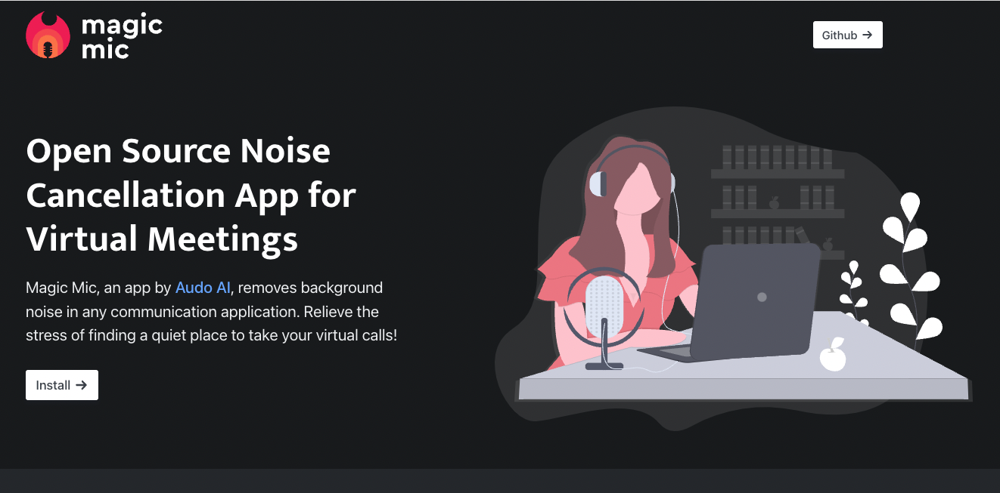 magic
mic
Github →
Open Source Noise
Cancellation App for
Virtual Meetings
Magic Mic, an app by Audo AI, removes background
noise in any communication application. Relieve the
stress of finding a quiet place to take your virtual calls!
Install →